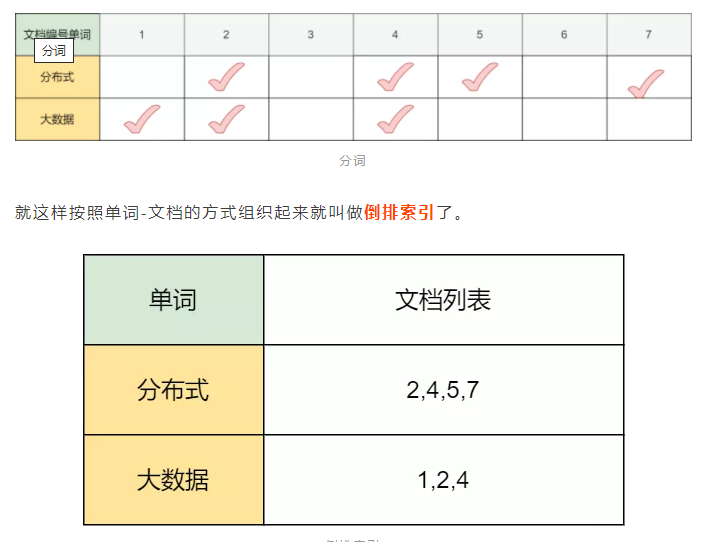 文档编号单词 1 2 3 4 5 6 7
分词
分布式
大数据
分词
就这样按照单词-文档的方式组织起来就叫做倒排索引了。
单词 文档列表
分布式 2,4,5,7
大数据 1,2,4